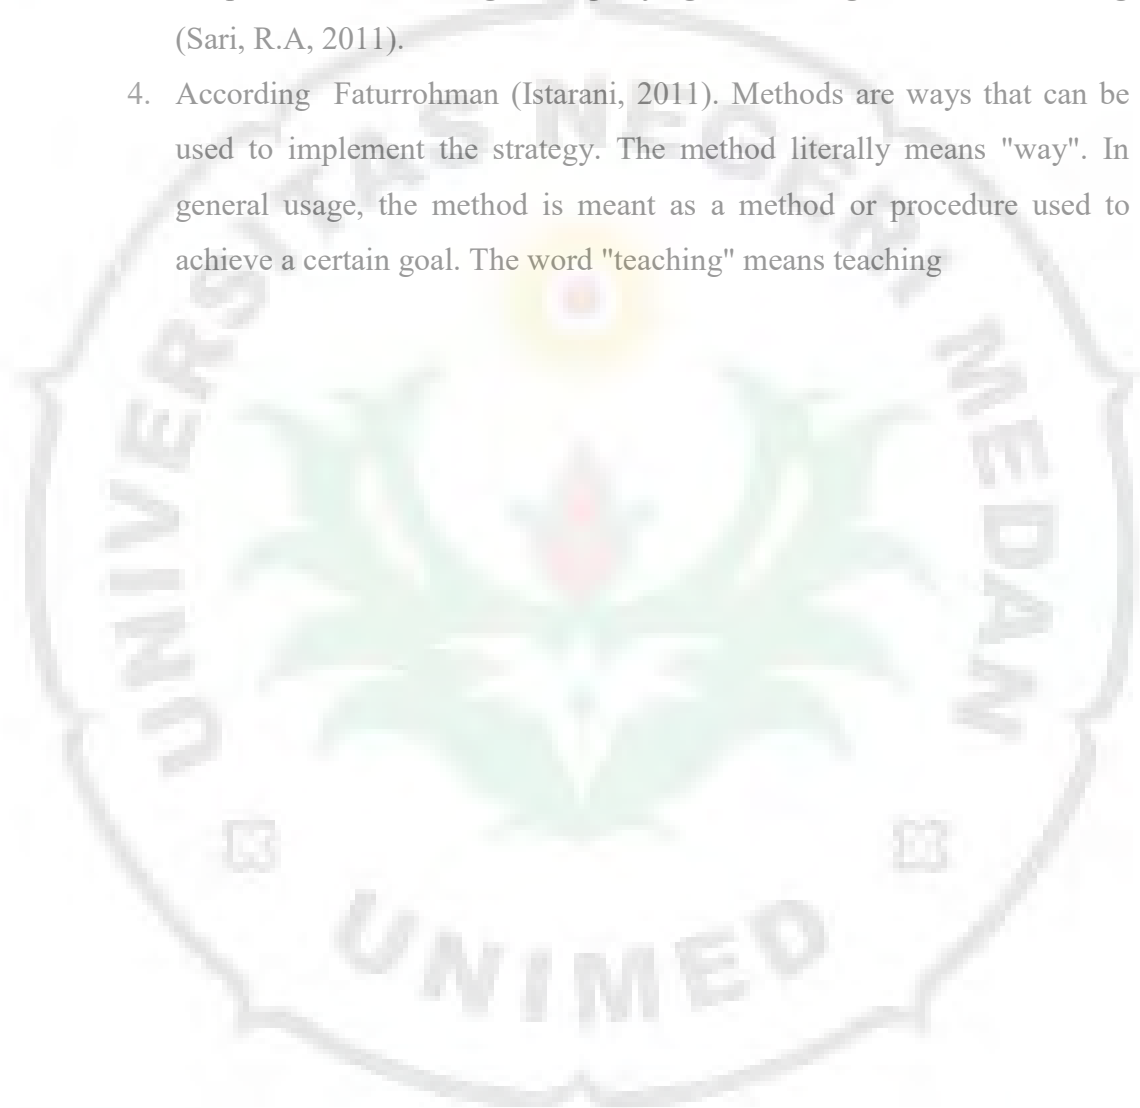 (Sari, R.A, 2011).
4. According Faturrohman (Istarani, 2011). Methods are ways that can be
used to implement the strategy. The method literally means "way". In
general usage, the method is meant as a method or procedure used to
achieve a certain goal. The word "teaching" means teaching
UNIVERSITAS NEGERI MEDAN
UNIMED